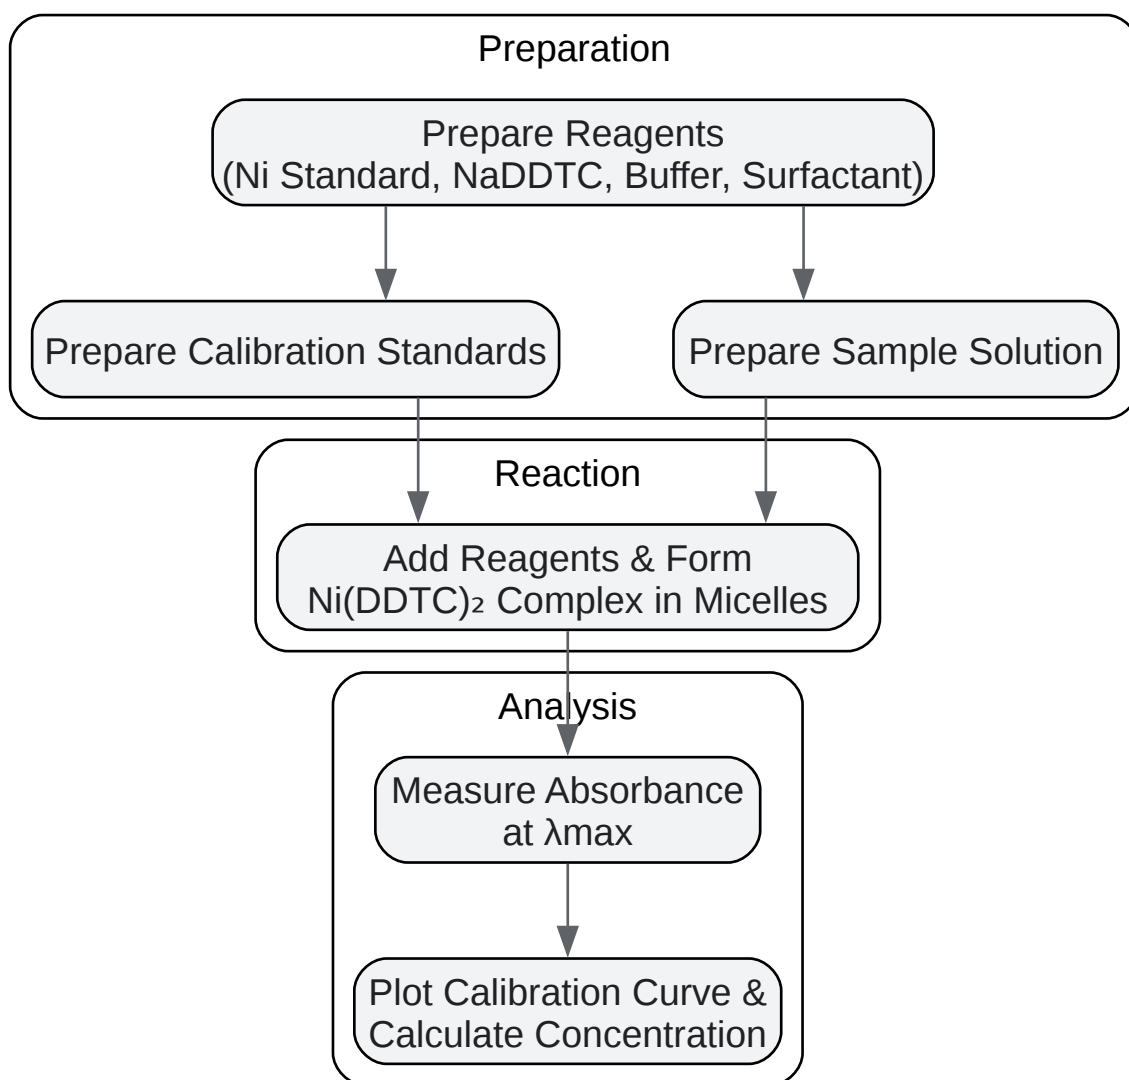 Preparation
Prepare Reagents
(Ni Standard, NaDDTC, Buffer, Surfactant)
Prepare Calibration Standards
Prepare Sample Solution
Reaction
Add Reagents & Form
Ni(DDTC)₂ Complex in Micelles
Analysis
Measure Absorbance
at λmax
Plot Calibration Curve &
Calculate Concentration